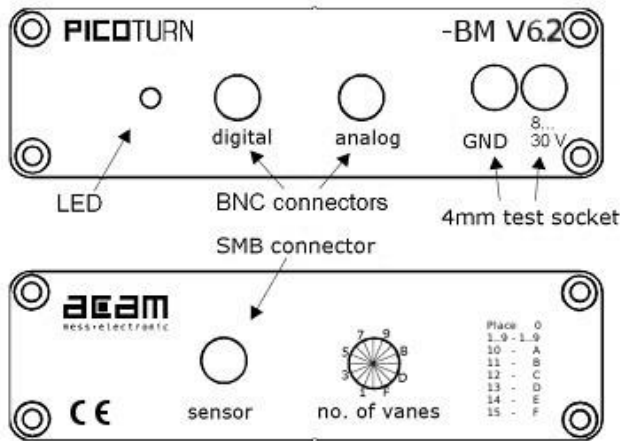 PICOTURN -BM V6.2
digital analog GND 8...
30 V
LED BNC connectors 4mm test socket
SMB connector
acam
mess-electronic
7 9
5 B
3 D
1 F
CE sensor no. of vanes
Place 0
1..9 - 1..9
10 - A
11 - B
12 - C
13 - D
14 - E
15 - F